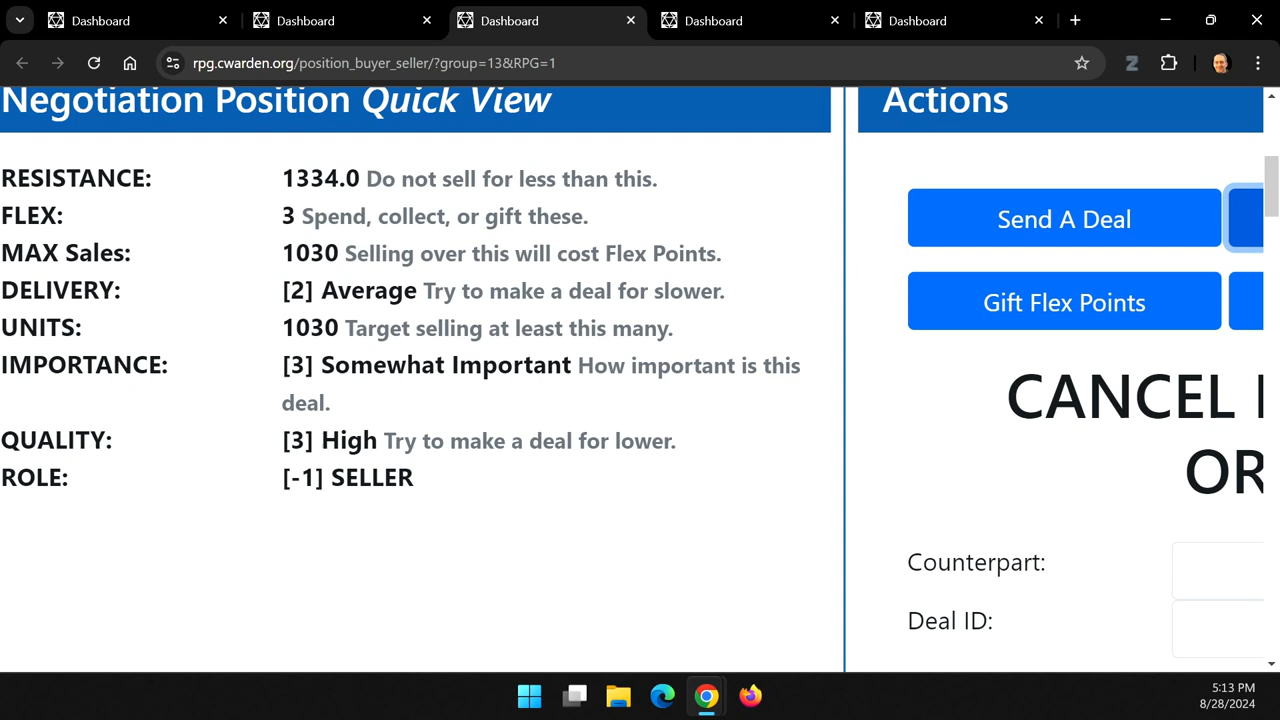 Dashboard
Dashboard
Dashboard
Dashboard
Dashboard
rpg.cwarden.org/position_buyer_seller/?group=13&RPG=1
Negotiation Position Quick View
RESISTANCE: 1334.0 Do not sell for less than this.
FLEX: 3 Spend, collect, or gift these.
MAX Sales: 1030 Selling over this will cost Flex Points.
DELIVERY: [2] Average Try to make a deal for slower.
UNITS: 1030 Target selling at least this many.
IMPORTANCE: [3] Somewhat Important How important is this
deal.
QUALITY: [3] High Try to make a deal for lower.
ROLE: [-1] SELLER
Actions
Send A Deal
Gift Flex Points
CANCEL
OR
Counterpart:
Deal ID:
5:13 PM
8/28/2024